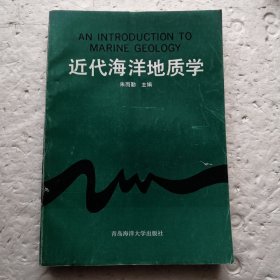 AN INTRODUCTION TO
MARINE GEOLOGY
近代海洋地质学
朱而勤 主编
青岛海洋大学出版社